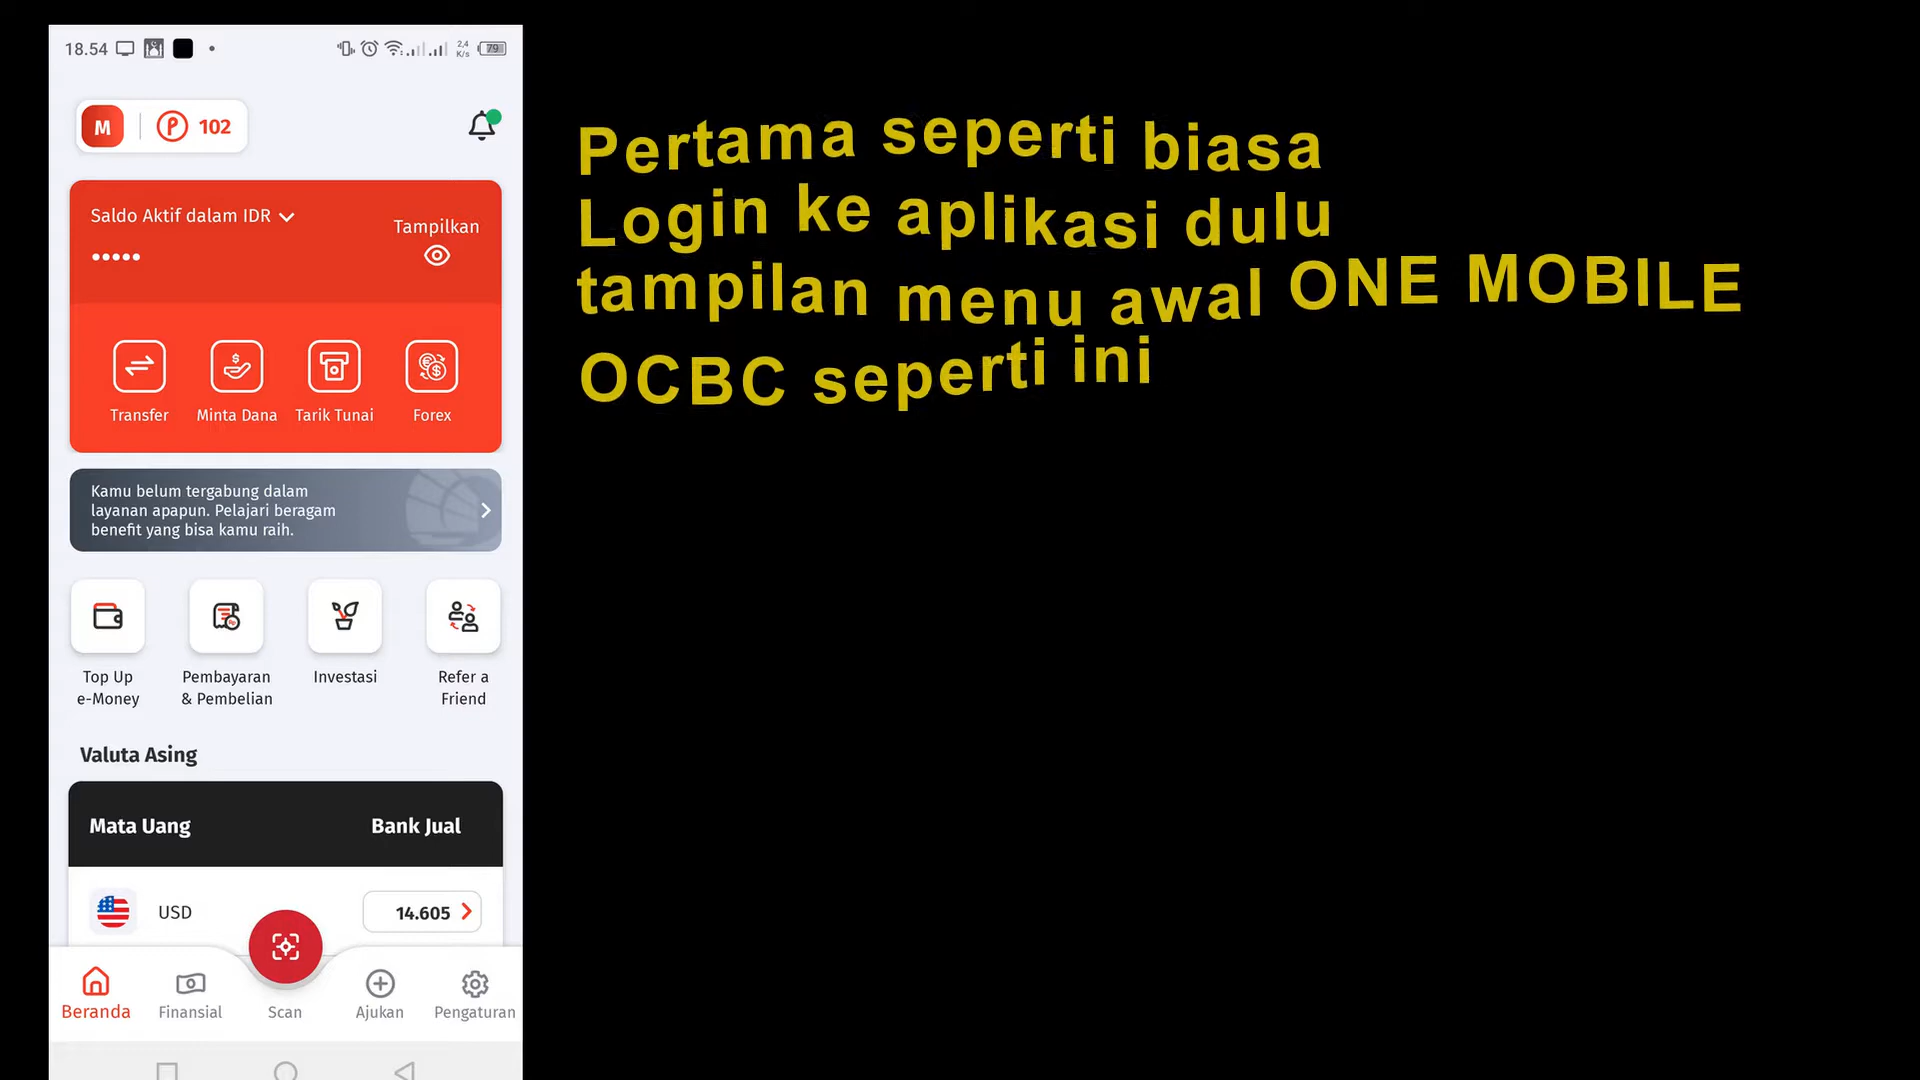 18.54
2,4
K/s
79
M
P 102
Saldo Aktif dalam IDR
Tampilkan
•••••
Transfer
Minta Dana
Tarik Tunai
Forex
Kamu belum tergabung dalam
layanan apapun. Pelajari beragam
benefit yang bisa kamu raih.
Top Up
e-Money
Pembayaran
& Pembelian
Investasi
Refer a
Friend
Valuta Asing
Mata Uang
Bank Jual
USD
14.605
Beranda
Finansial
Scan
Ajukan
Pengaturan
Pertama seperti biasa
Login ke aplikasi dulu
tampilan menu awal ONE MOBILE
OCBC seperti ini